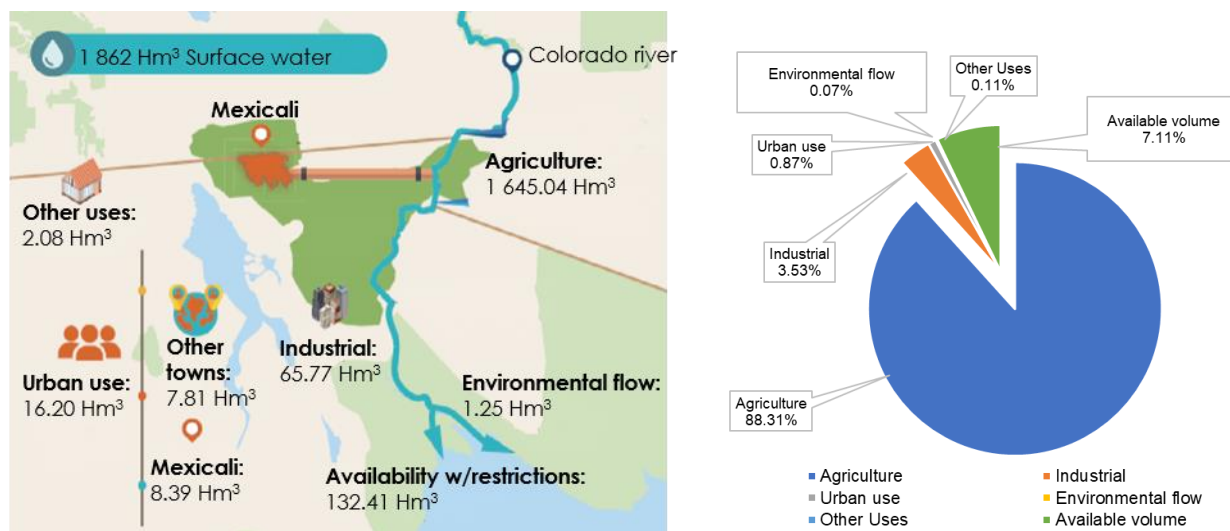 1 862 Hm³ Surface water
Colorado river
Mexicali
Agriculture:
1 645.04 Hm³
Other uses:
2.08 Hm³
Other
towns:
7.81 Hm³
Industrial:
65.77 Hm³
Urban use:
16.20 Hm³
Environmental flow:
1.25 Hm³
Mexicali:
8.39 Hm³
Availability w/restrictions:
132.41 Hm³
Environmental flow
0.07%
Other Uses
0.11%
Available volume
7.11%
Urban use
0.87%
Industrial
3.53%
Agriculture
88.31%
Agriculture
Industrial
Urban use
Environmental flow
Other Uses
Available volume